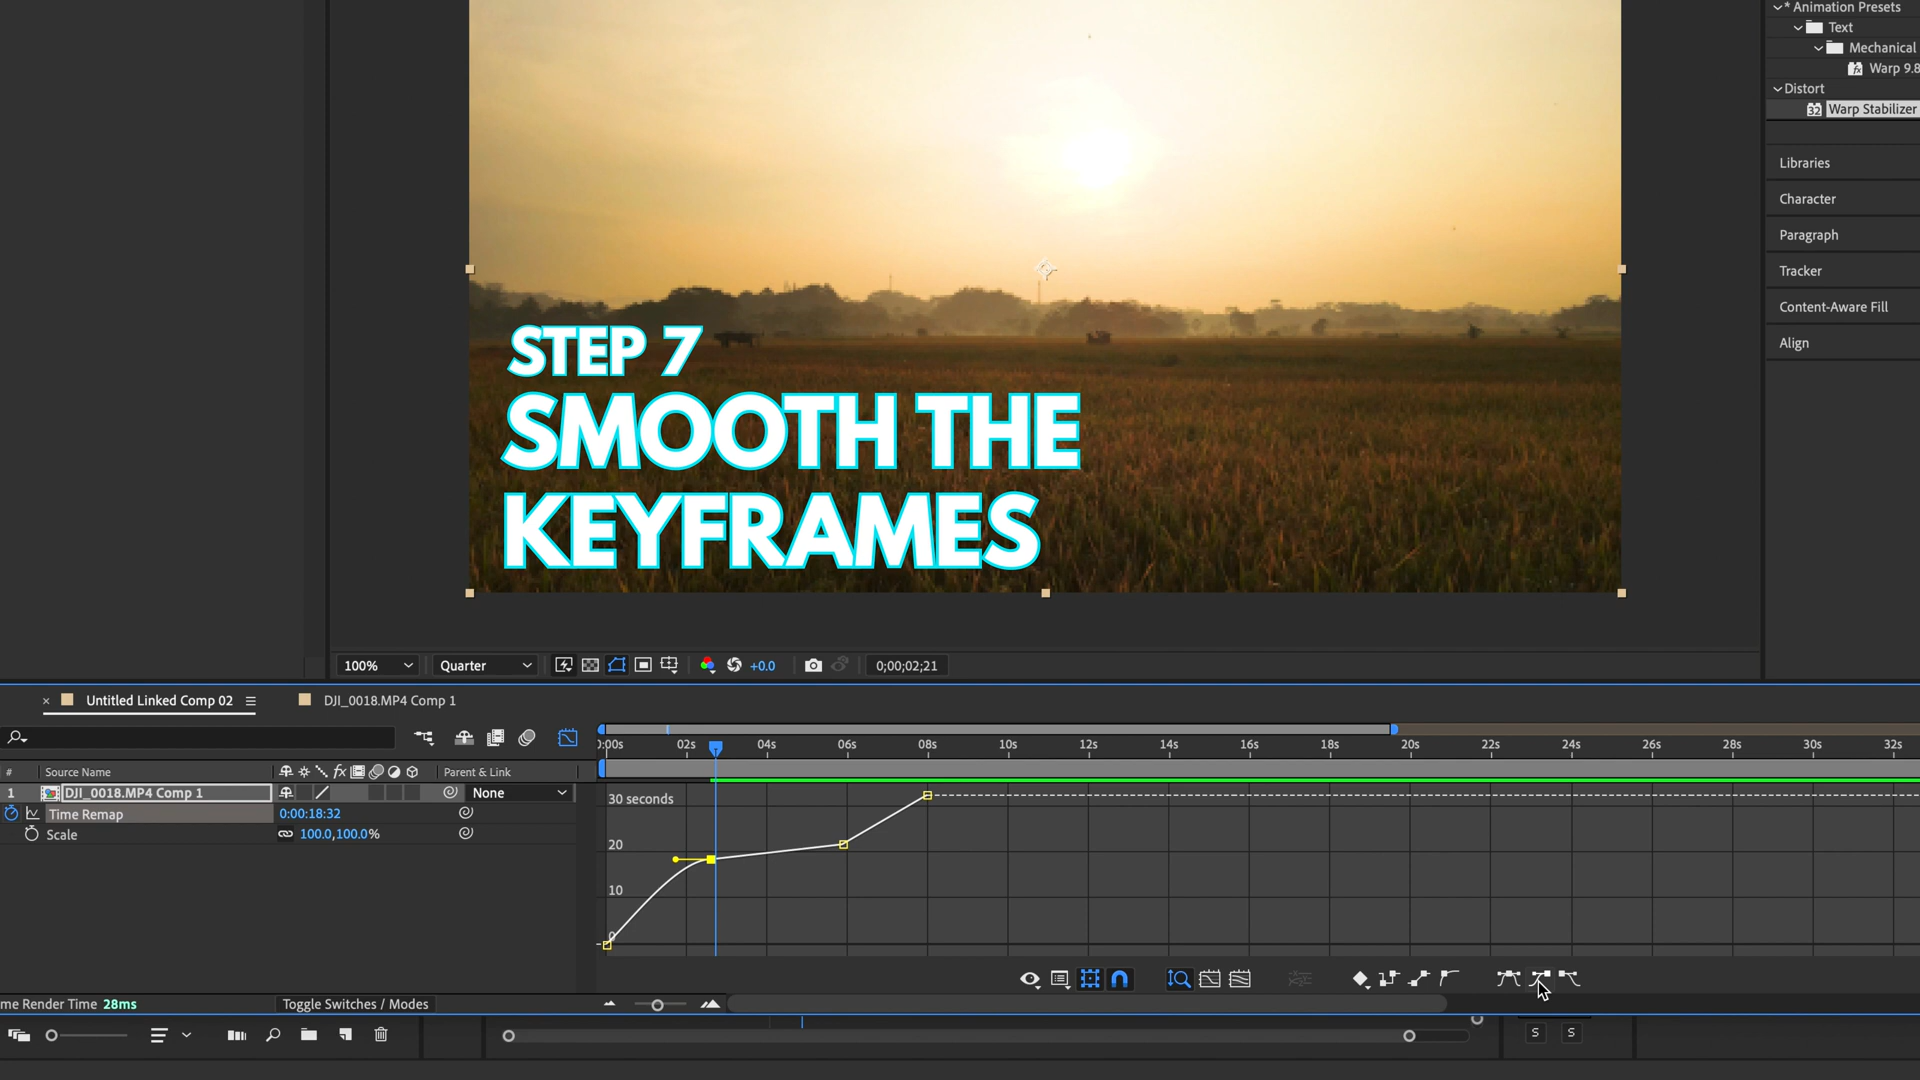 * Animation Presets
Text
Mechanical
Warp 9.8
Distort
32 Warp Stabilizer
Libraries
Character
Paragraph
Tracker
Content-Aware Fill
Align
STEP 7
SMOOTH THE
KEYFRAMES
100% Quarter +0.0 0;00;02;21
× Untitled Linked Comp 02 DJI_0018.MP4 Comp 1
0:00s 02s 04s 06s 08s 10s 12s 14s 16s 18s 20s 22s 24s 26s 28s 30s 32s
# Source Name fx Parent & Link
1 DJI_0018.MP4 Comp 1 None
Time Remap 0:00:18:32
Scale 100.0,100.0%
30 seconds
20
10
0
me Render Time 28ms Toggle Switches / Modes
S S